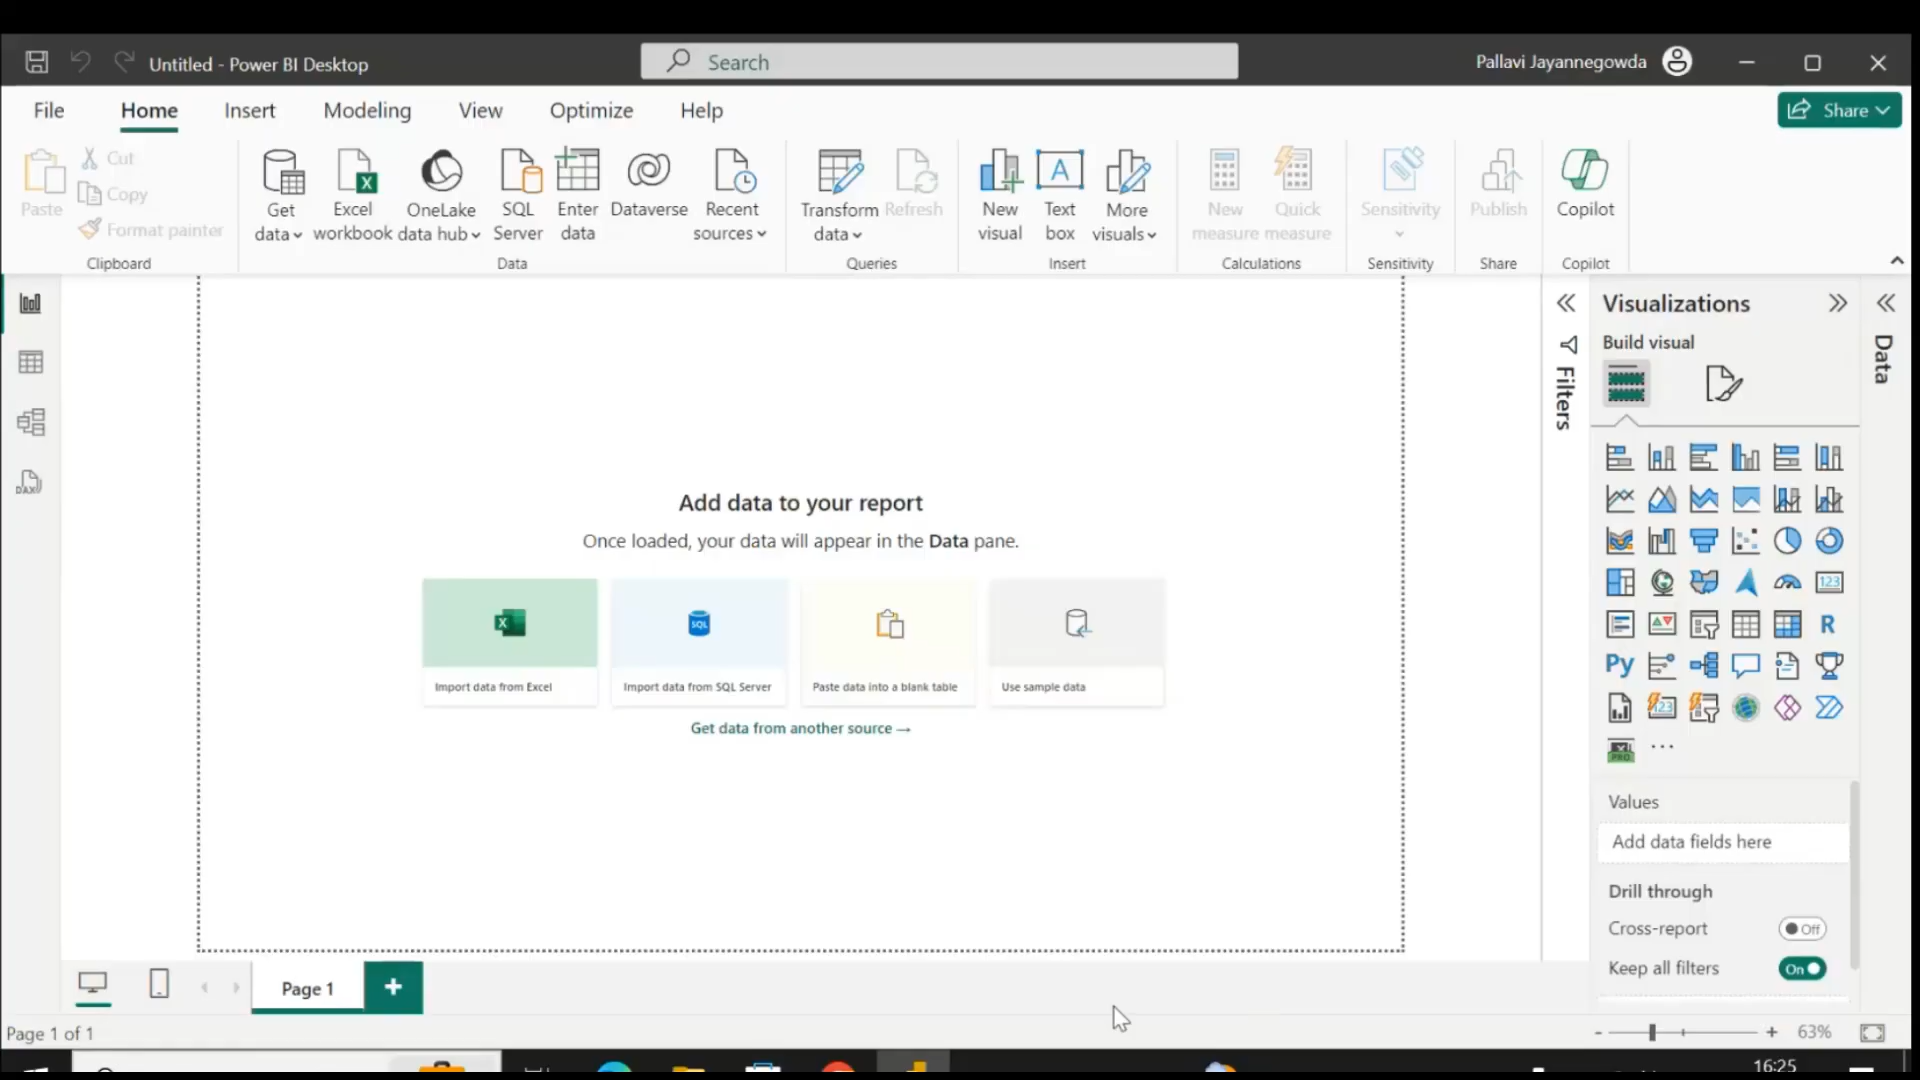 Untitled - Power BI Desktop
Search
Pallavi Jayannegowda
File Home Insert Modeling View Optimize Help
Share
Paste
Cut
Copy
Format painter
Clipboard
Get data
Excel workbook
OneLake data hub
SQL Server
Enter data
Dataverse
Recent sources
Data
Transform data
Refresh
Queries
New visual
Text box
More visuals
Insert
New measure
Quick measure
Calculations
Sensitivity
Sensitivity
Publish
Share
Copilot
Copilot
DAX
Add data to your report
Once loaded, your data will appear in the Data pane.
X
SQL
Import data from Excel
Import data from SQL Server
Paste data into a blank table
Use sample data
Get data from another source →
Filters
Visualizations
Build visual
Data
123
R
Py
123
PRO
...
Values
Add data fields here
Drill through
Cross-report
Off
Keep all filters
On
Page 1
+
Page 1 of 1
- + 63%
16:25